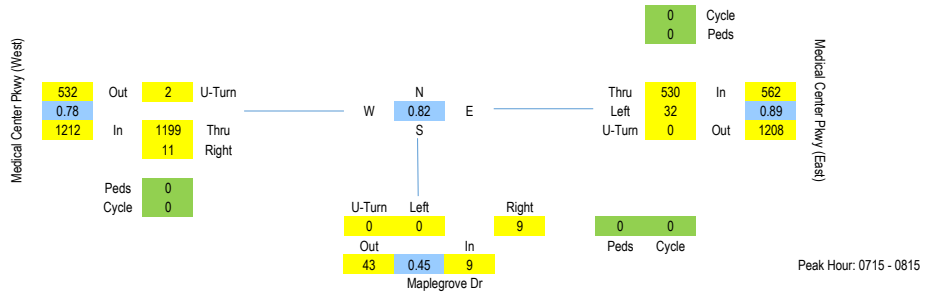 0 Cycle
0 Peds
Medical Center Pkwy (West)
532 Out 2 U-Turn
0.78
1212 In 1199 Thru
11 Right
Peds 0
Cycle 0
N
W 0.82 E
S
Thru 530 In 562
Left 32 0.89
U-Turn 0 Out 1208
Medical Center Pkwy (East)
U-Turn Left Right
0 0 9
Out In
43 0.45 9
Maplegrove Dr
0 0
Peds Cycle
Peak Hour: 0715 - 0815